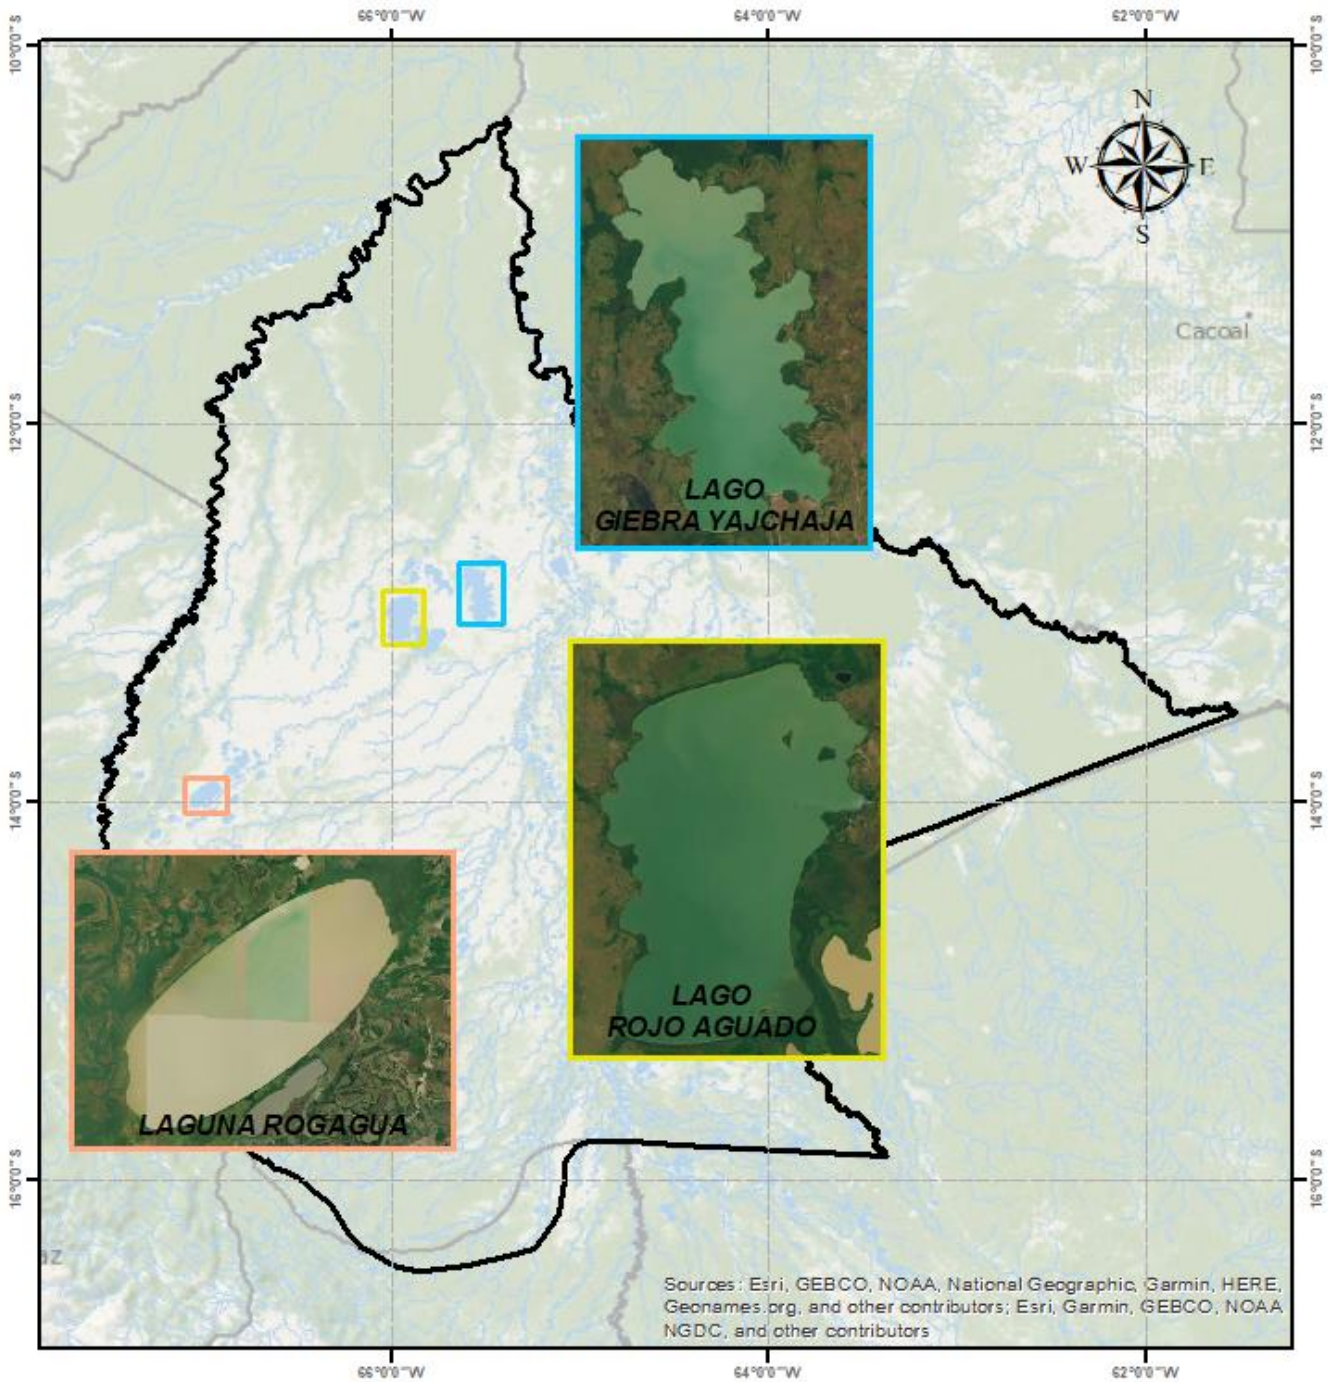 66°0'0"W 64°0'0"W 62°0'0"W
10°0'0"S 10°0'0"S
N
W E
S
Cacoal
12°0'0"S 12°0'0"S
LAGO
GIEBRA YAJCHAJA
14°0'0"S 14°0'0"S
LAGO
ROJO AGUADO
LAGUNA ROGAGUA
16°0'0"S 16°0'0"S
az
Sources: Esri, GEBCO, NOAA, National Geographic, Garmin, HERE,
Geonames.org, and other contributors; Esri, Garmin, GEBCO, NOAA
NGDC, and other contributors
66°0'0"W 64°0'0"W 62°0'0"W